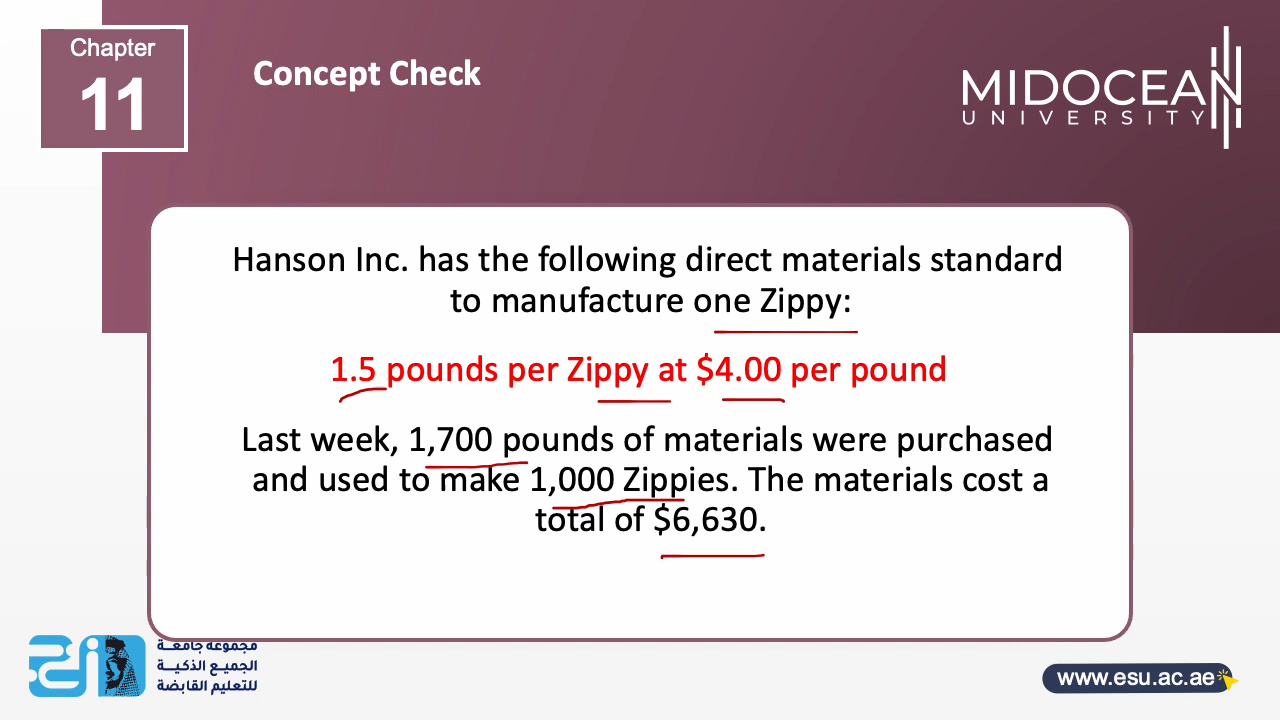 Chapter
11
Concept Check
MIDOCEAN
UNIVERSITY
Hanson Inc. has the following direct materials standard
to manufacture one Zippy:
1.5 pounds per Zippy at $4.00 per pound
Last week, 1,700 pounds of materials were purchased
and used to make 1,000 Zippies. The materials cost a
total of $6,630.
مجموعة جامعة
الجميع الذكية
للتعليم القابضة
www.esu.ac.ae